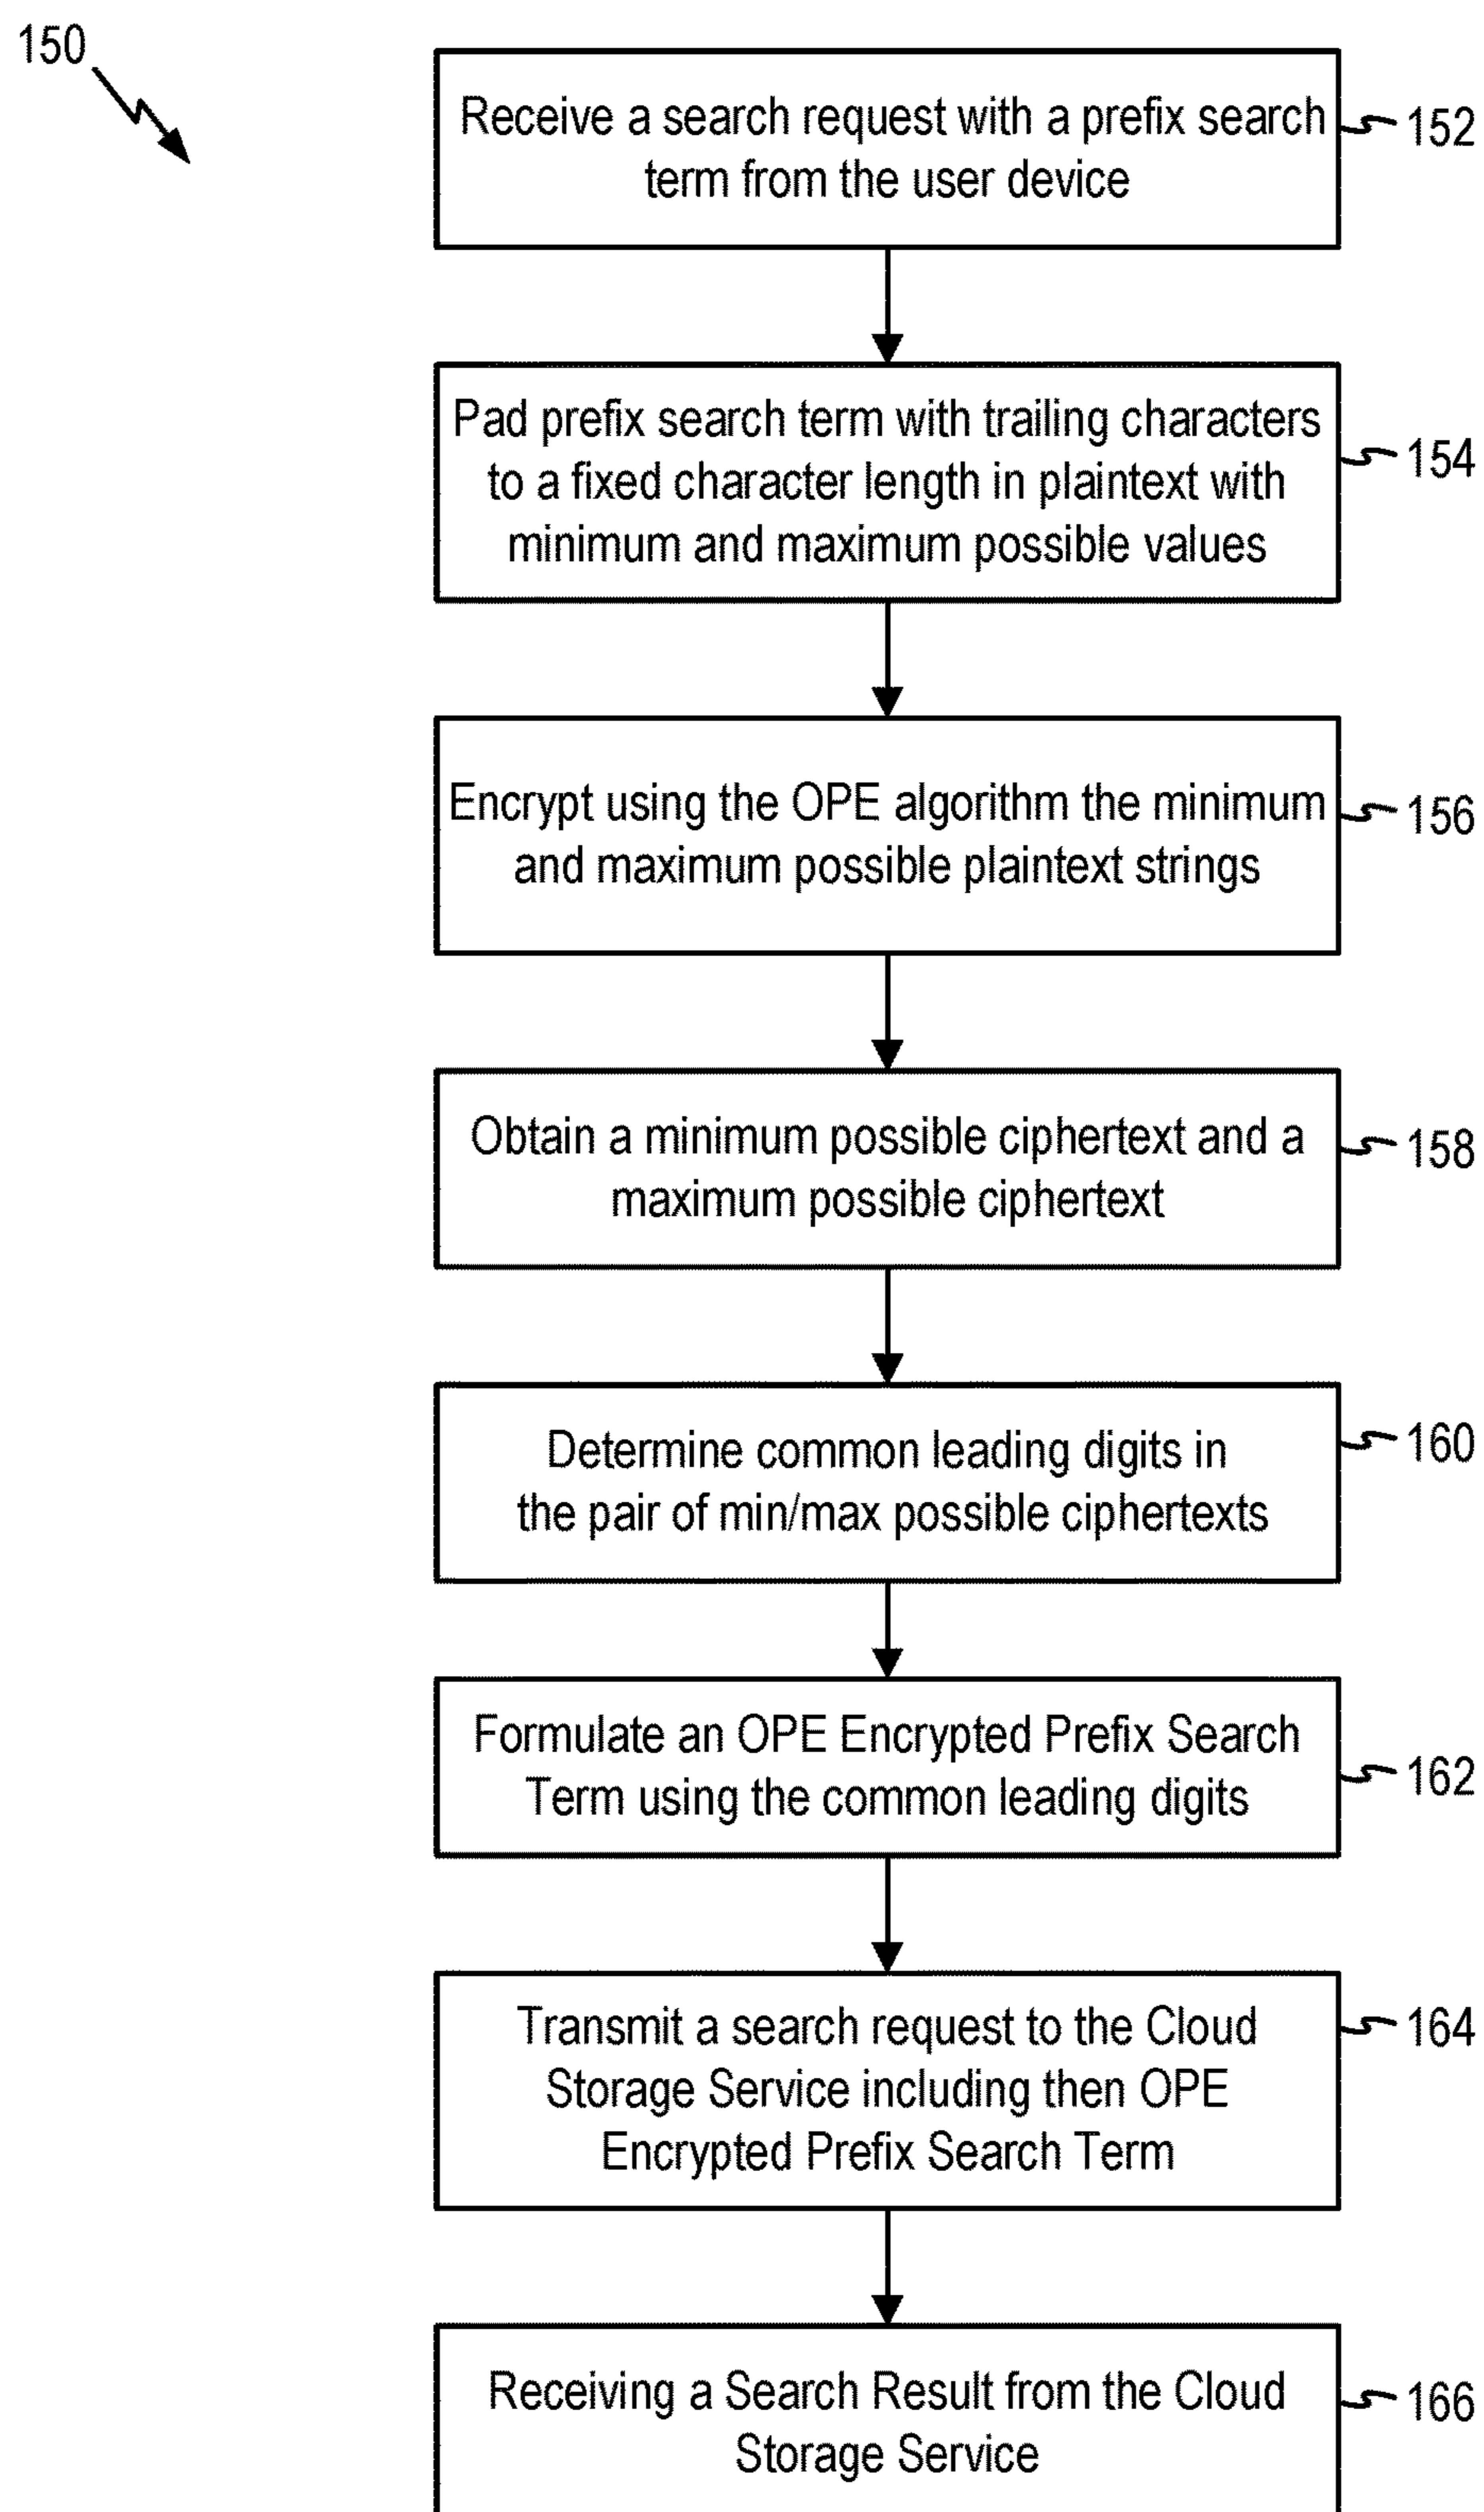 150
Receive a search request with a prefix search
term from the user device
152
Pad prefix search term with trailing characters
to a fixed character length in plaintext with
minimum and maximum possible values
154
Encrypt using the OPE algorithm the minimum
and maximum possible plaintext strings
156
Obtain a minimum possible ciphertext and a
maximum possible ciphertext
158
Determine common leading digits in
the pair of min/max possible ciphertexts
160
Formulate an OPE Encrypted Prefix Search
Term using the common leading digits
162
Transmit a search request to the Cloud
Storage Service including then OPE
Encrypted Prefix Search Term
164
Receiving a Search Result from the Cloud
Storage Service
166